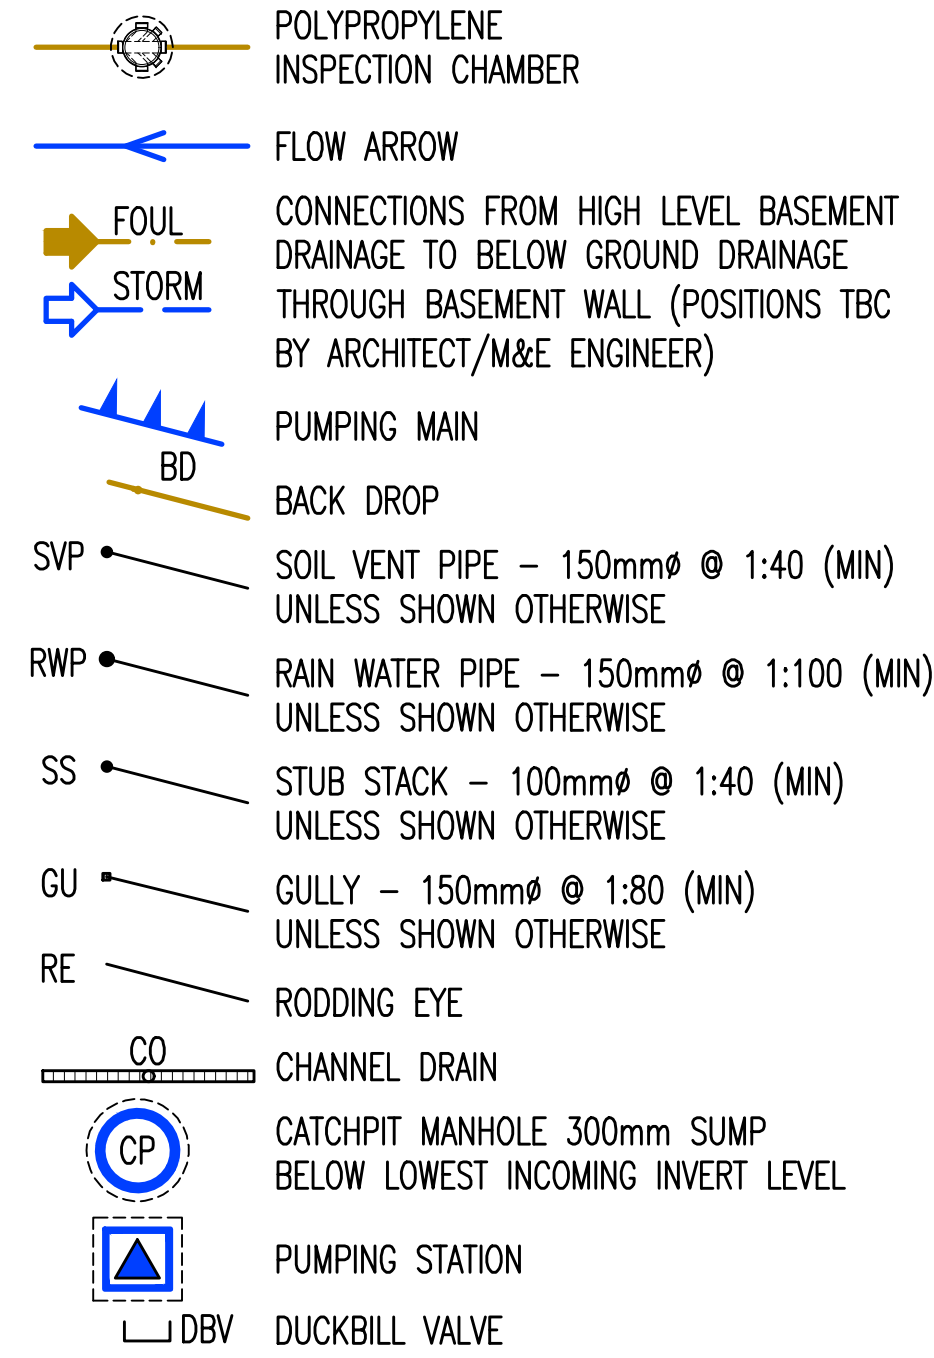 POLYPROPYLENE
INSPECTION CHAMBER
FLOW ARROW
FOUL
STORM
CONNECTIONS FROM HIGH LEVEL BASEMENT
DRAINAGE TO BELOW GROUND DRAINAGE
THROUGH BASEMENT WALL (POSITIONS TBC
BY ARCHITECT/M&E ENGINEER)
PUMPING MAIN
BD
BACK DROP
SVP
SOIL VENT PIPE – 150mmø @ 1:40 (MIN)
UNLESS SHOWN OTHERWISE
RWP
RAIN WATER PIPE – 150mmø @ 1:100 (MIN)
UNLESS SHOWN OTHERWISE
SS
STUB STACK – 100mmø @ 1:40 (MIN)
UNLESS SHOWN OTHERWISE
GU
GULLY – 150mmø @ 1:80 (MIN)
UNLESS SHOWN OTHERWISE
RE
RODDING EYE
CO
CHANNEL DRAIN
CP
CATCHPIT MANHOLE 300mm SUMP
BELOW LOWEST INCOMING INVERT LEVEL
PUMPING STATION
DBV
DUCKBILL VALVE